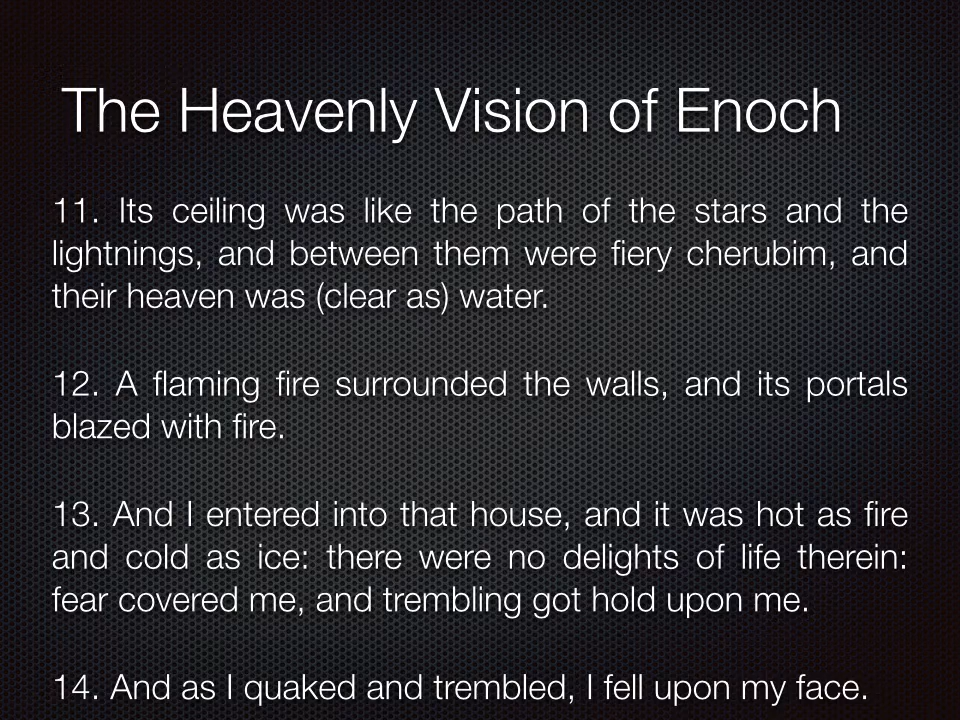 The Heavenly Vision of Enoch
11. Its ceiling was like the path of the stars and the
lightnings, and between them were fiery cherubim, and
their heaven was (clear as) water.
12. A flaming fire surrounded the walls, and its portals
blazed with fire.
13. And I entered into that house, and it was hot as fire
and cold as ice: there were no delights of life therein:
fear covered me, and trembling got hold upon me.
14. And as I quaked and trembled, I fell upon my face.